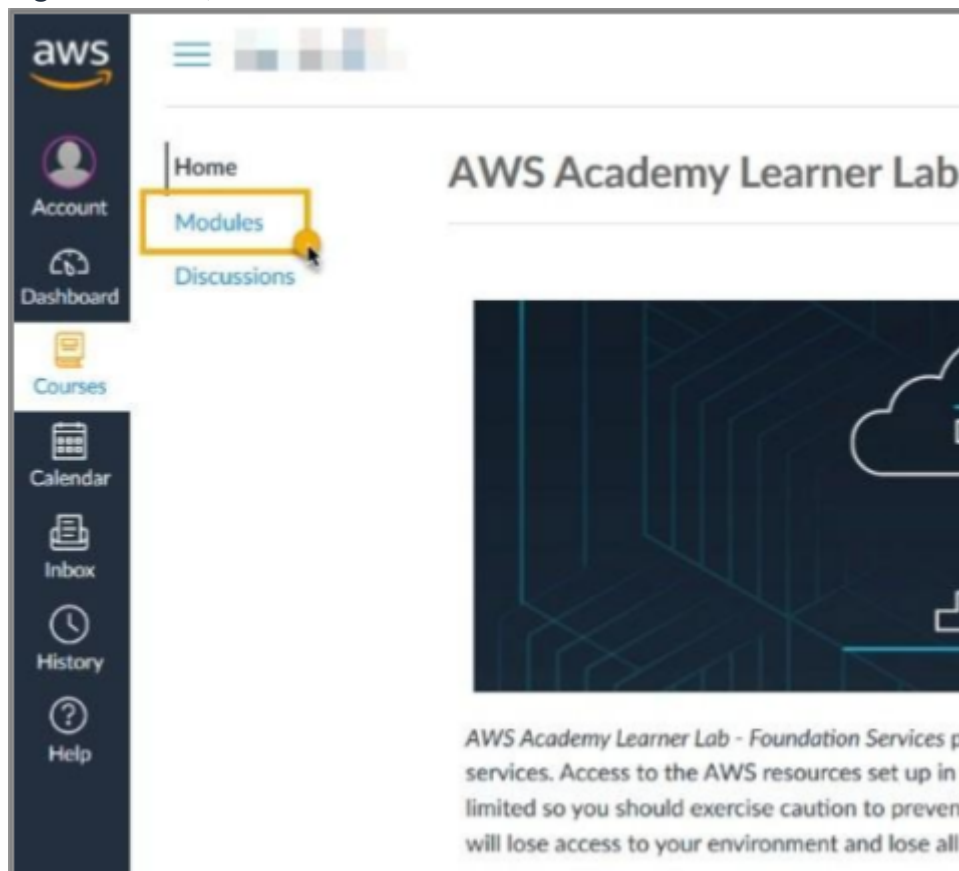 aws
Account
Dashboard
Courses
Calendar
Inbox
History
Help
Home
Modules
Discussions
AWS Academy Learner Lab
AWS Academy Learner Lab - Foundation Services p
services. Access to the AWS resources set up in
limited so you should exercise caution to preven
will lose access to your environment and lose all